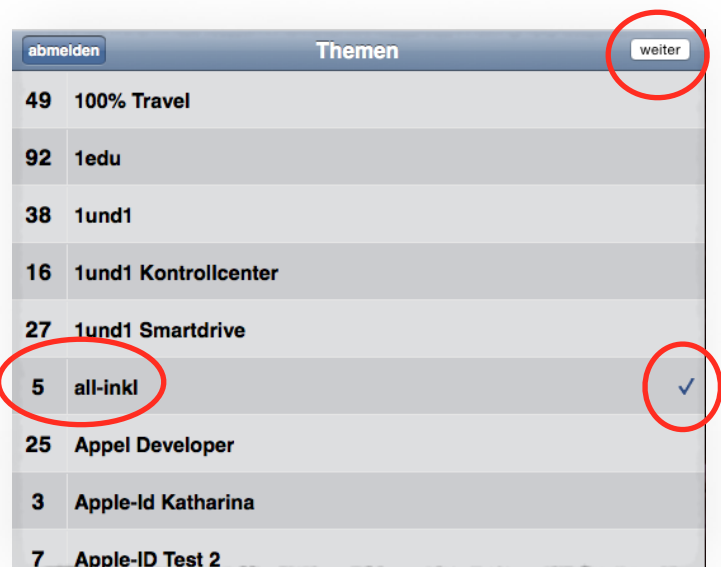 abmelden Themen weiter
49 100% Travel
92 1edu
38 1und1
16 1und1 Kontrollcenter
27 1und1 Smartdrive
5 all-inkl
25 Appel Developer
3 Apple-Id Katharina
7 Apple-ID Test 2